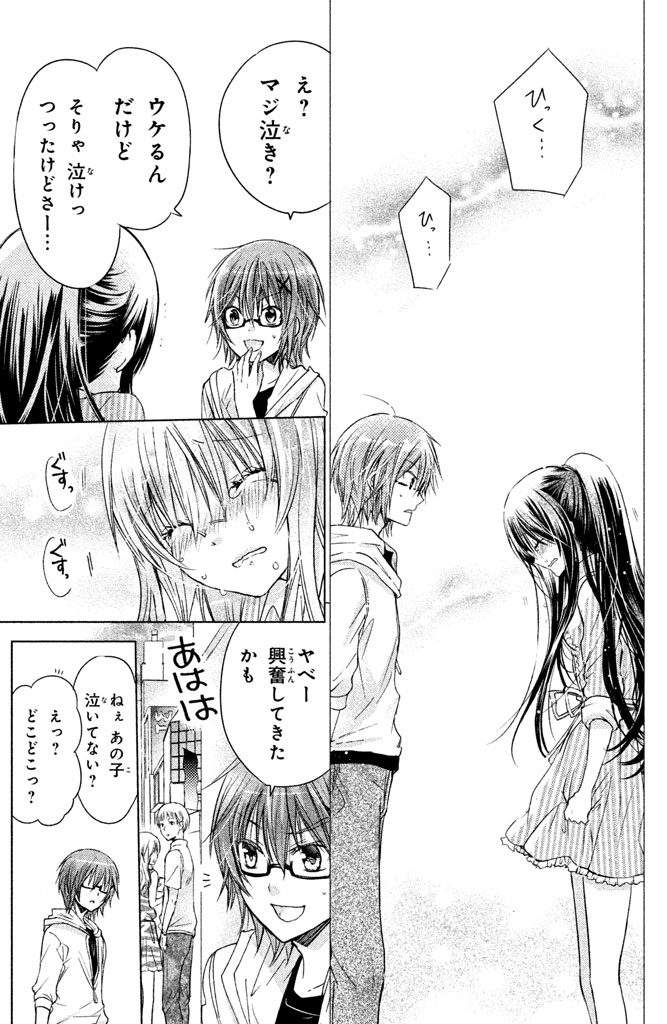 ひっく…
ひっ…
え?
マジ泣き?
ウケるん
だけど
そりゃ 泣けっ
つったけどさー…
ぐすっ
ぐすっ
ヤベー
興奮してきた
かも
あはは
ねぇ あの子
泣いてない?
えっ?
どこどこっ?